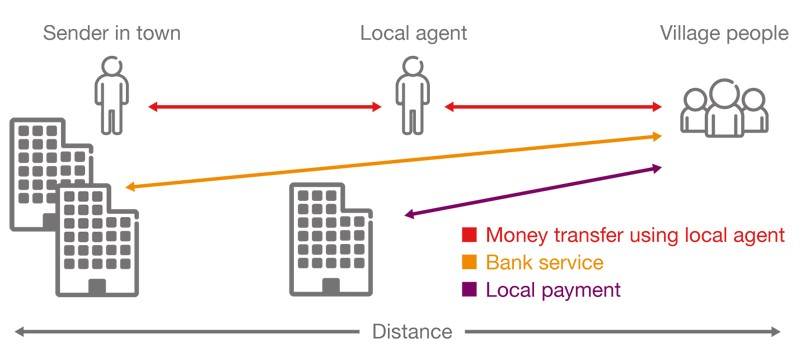 Sender in town
Local agent
Village people
Money transfer using local agent
Bank service
Local payment
Distance